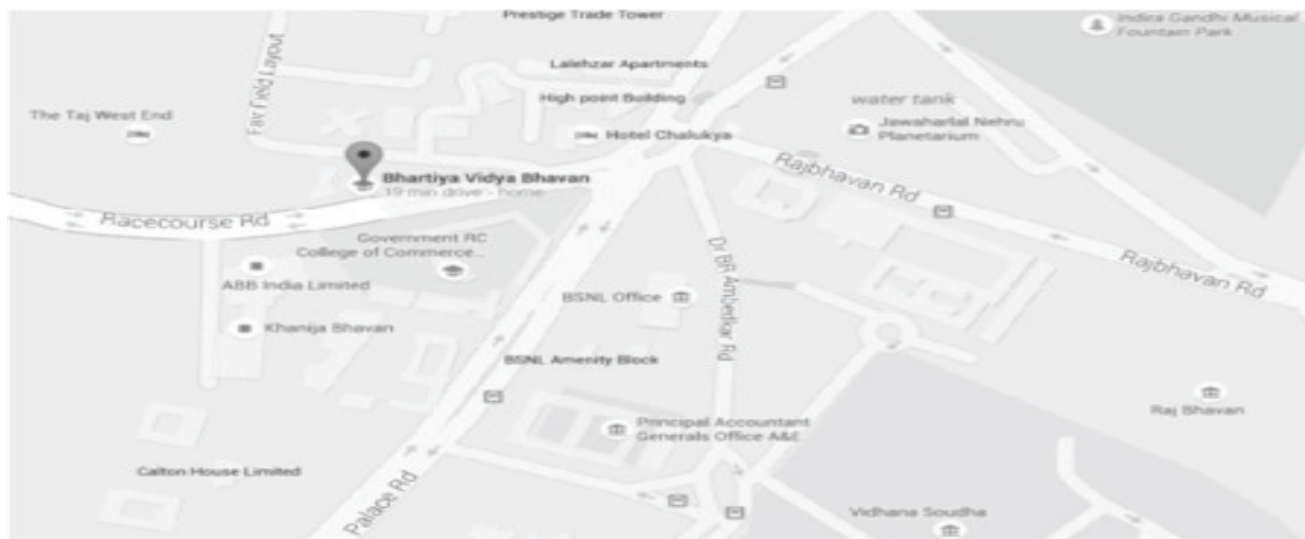 Prestige Trade Tower
Indira Gandhi Musical
Fountain Park
Lalehzar Apartments
Fav Field Layout
High point Building
water tank
The Taj West End
Hotel Chalukya
Jawaharlal Nehru
Planetarium
Bhartiya Vidya Bhavan
19 min drive - home
Rajbhavan Rd
Racecourse Rd
Government RC
College of Commerce...
Rajbhavan Rd
ABB India Limited
Dr BR Ambedkar Rd
BSNL Office
Khanija Bhavan
BSNL Amenity Block
Raj Bhavan
Principal Accountant
Generals Office A&E
Calton House Limited
Palace Rd
Vidhana Soudha